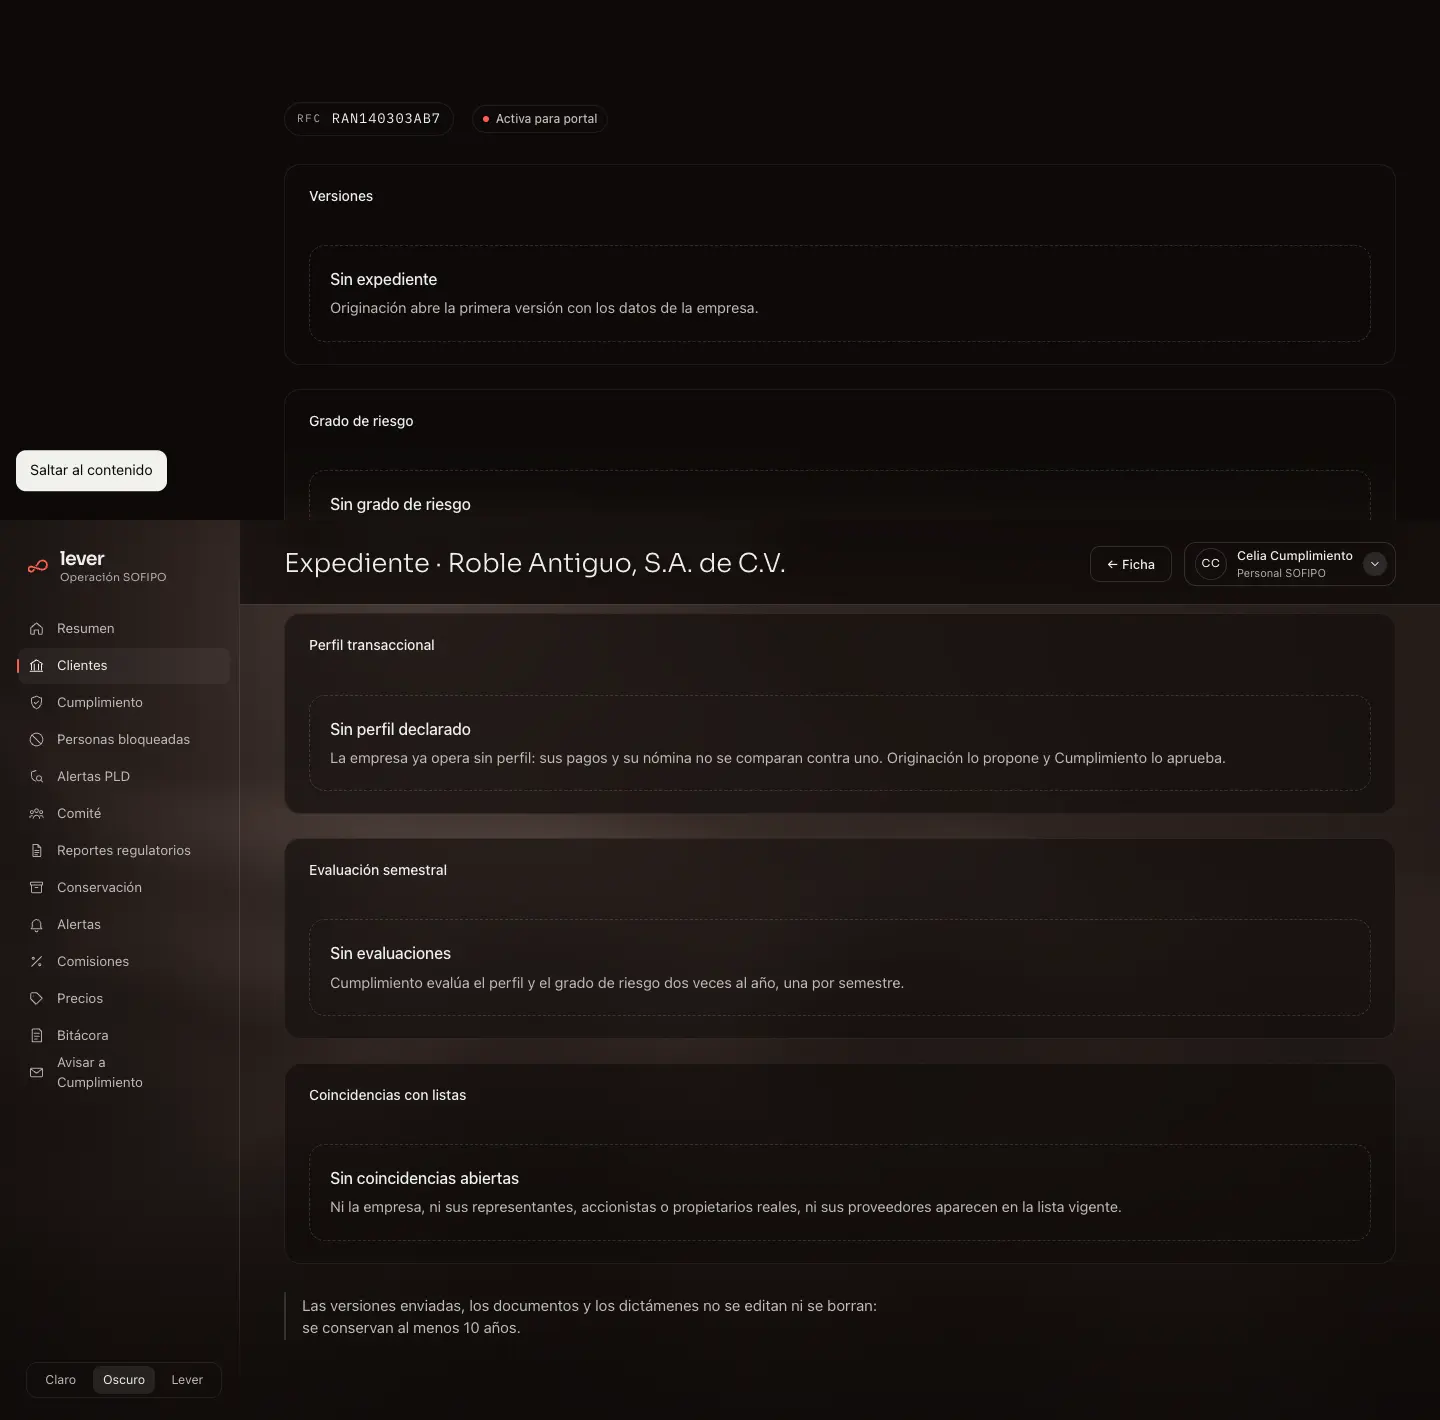 RFC RAN140303AB7
Activa para portal
Versiones
Sin expediente
Originación abre la primera versión con los datos de la empresa.
Grado de riesgo
Sin grado de riesgo
Saltar al contenido
lever
Operación SOFIPO
Resumen
Clientes
Cumplimiento
Personas bloqueadas
Alertas PLD
Comité
Reportes regulatorios
Conservación
Alertas
Comisiones
Precios
Bitácora
Avisar a
Cumplimiento
Claro
Oscuro
Lever
Expediente · Roble Antiguo, S.A. de C.V.
← Ficha
CC
Celia Cumplimiento
Personal SOFIPO
Perfil transaccional
Sin perfil declarado
La empresa ya opera sin perfil: sus pagos y su nómina no se comparan contra uno. Originación lo propone y Cumplimiento lo aprueba.
Evaluación semestral
Sin evaluaciones
Cumplimiento evalúa el perfil y el grado de riesgo dos veces al año, una por semestre.
Coincidencias con listas
Sin coincidencias abiertas
Ni la empresa, ni sus representantes, accionistas o propietarios reales, ni sus proveedores aparecen en la lista vigente.
Las versiones enviadas, los documentos y los dictámenes no se editan ni se borran:
se conservan al menos 10 años.